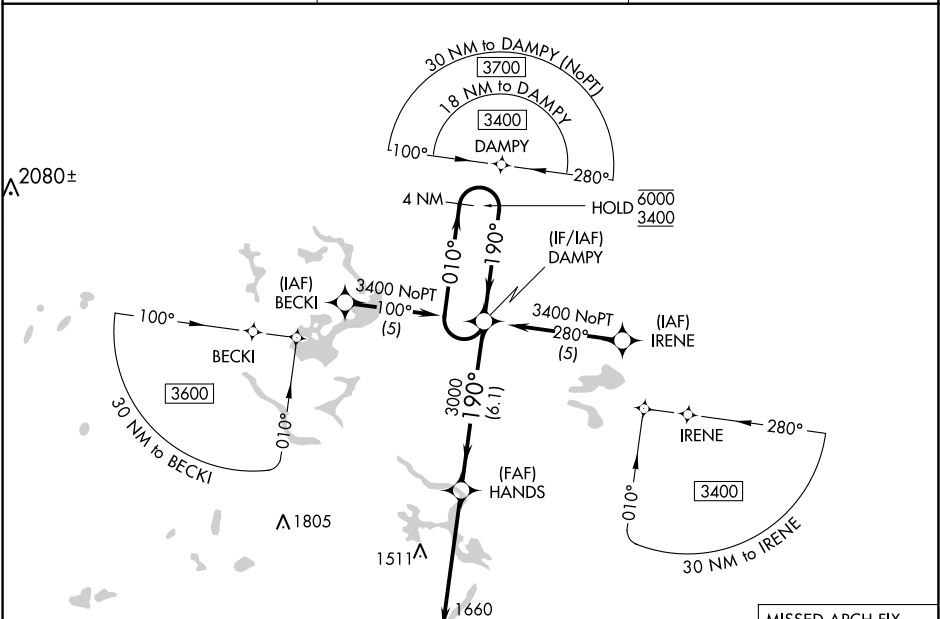 30 NM to DAMPY (NoPT)
3700
18 NM to DAMPY
3400
DAMPY
100°
280°
2080±
4 NM
HOLD
6000
3400
010°
190°
(IF/IAF)
DAMPY
(IAF)
BECKI
3400 NoPT
100°
(5)
3400 NoPT
280°
(5)
(IAF)
IRENE
100°
BECKI
3600
010°
30 NM to BECKI
3000
190°
(6.1)
IRENE
280°
3400
010°
30 NM to IRENE
(FAF)
HANDS
1805
1511
1660
MISSED APCH FIX